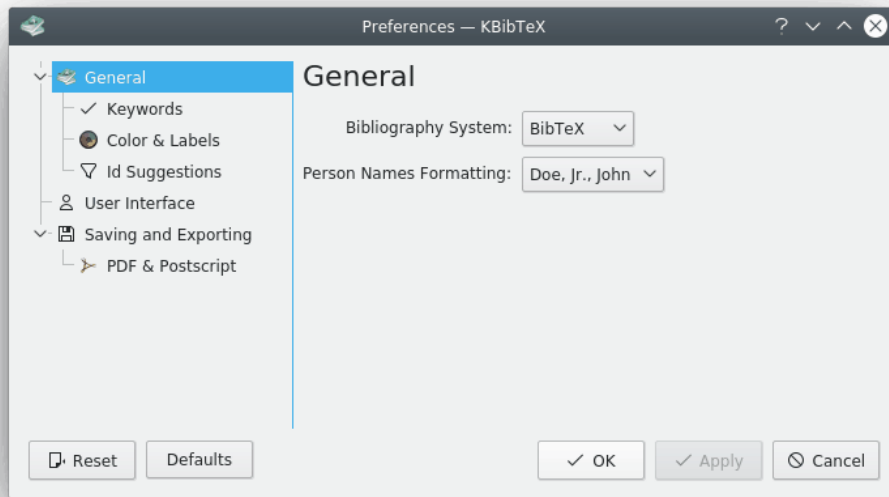 Preferences — KBibTeX
General
Keywords
Color & Labels
Id Suggestions
User Interface
Saving and Exporting
PDF & Postscript
General
Bibliography System: BibTeX
Person Names Formatting: Doe, Jr., John
Reset Defaults OK Apply Cancel